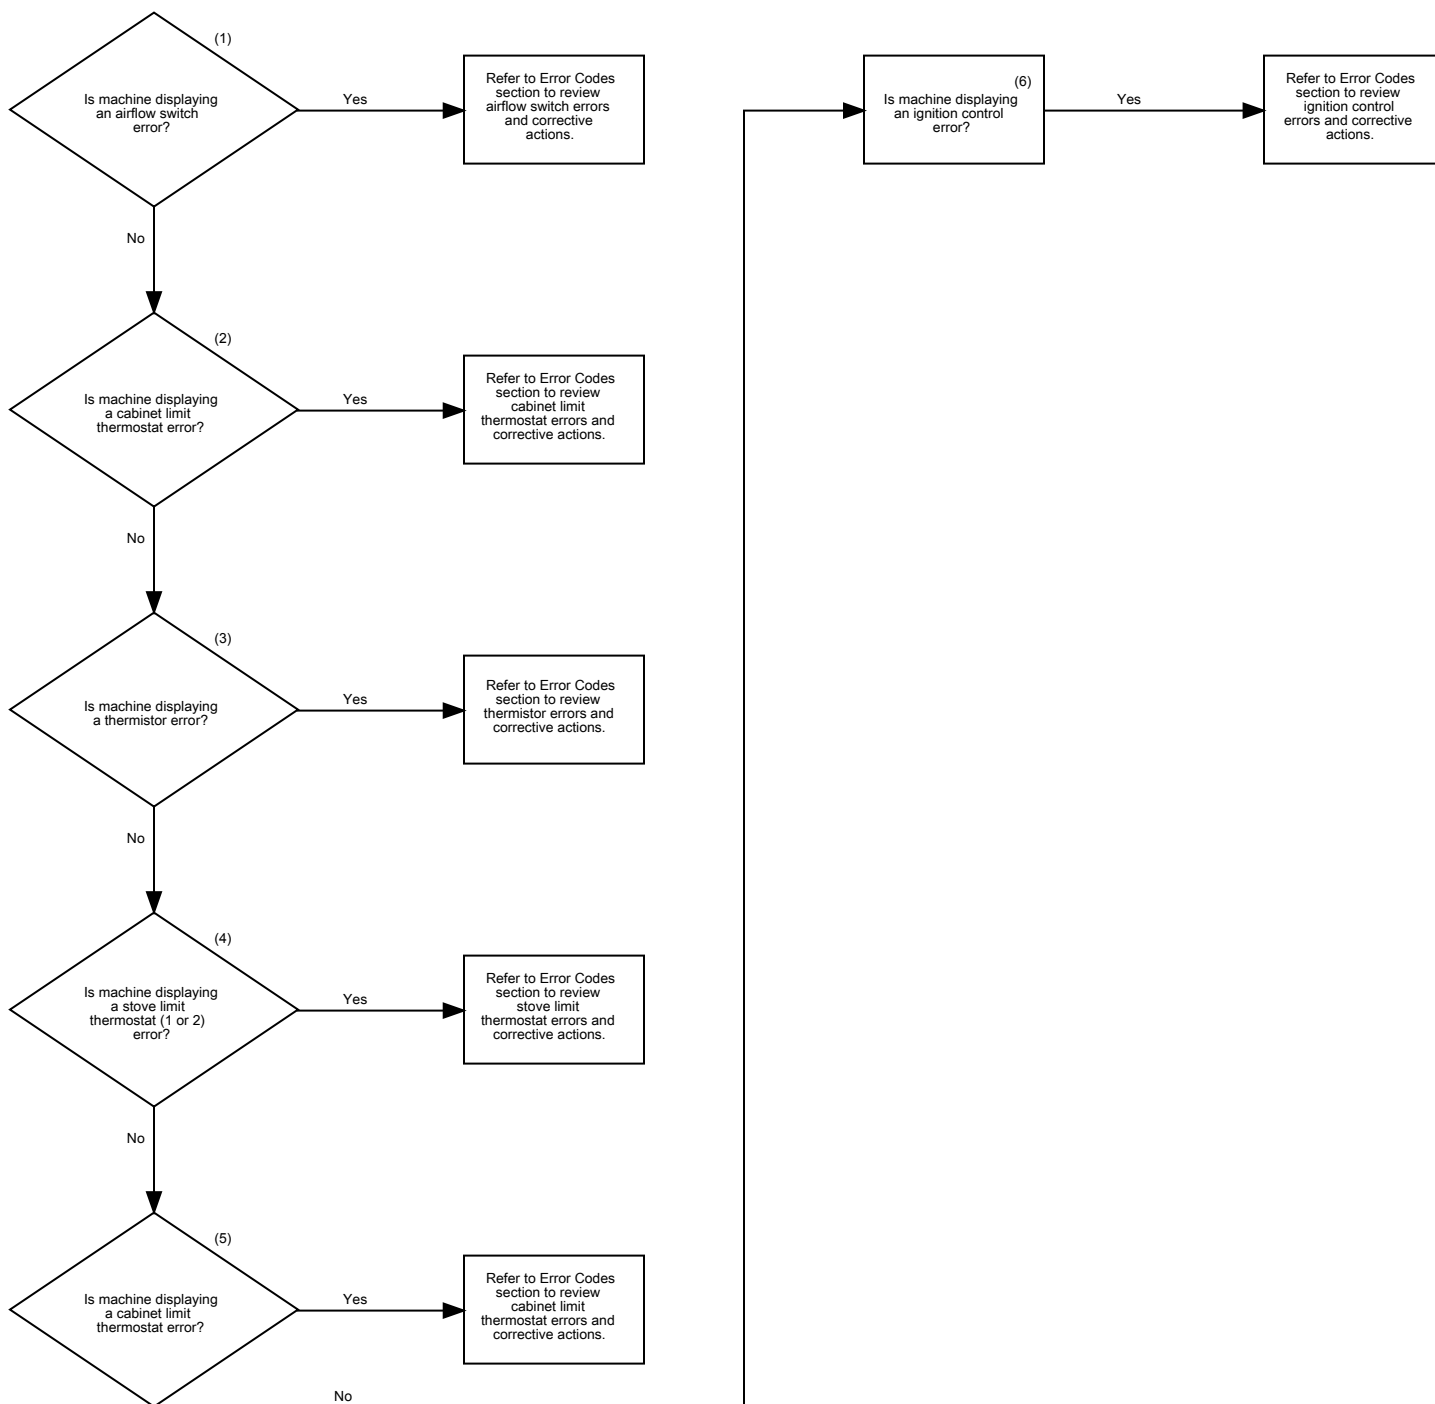 (1)
Is machine displaying
an airflow switch
error?
Yes
Refer to Error Codes
section to review
airflow switch errors
and corrective
actions.
No
(2)
Is machine displaying
a cabinet limit
thermostat error?
Yes
Refer to Error Codes
section to review
cabinet limit
thermostat errors and
corrective actions.
No
(3)
Is machine displaying
a thermistor error?
Yes
Refer to Error Codes
section to review
thermistor errors and
corrective actions.
No
(4)
Is machine displaying
a stove limit
thermostat (1 or 2)
error?
Yes
Refer to Error Codes
section to review
stove limit
thermostat errors and
corrective actions.
No
(5)
Is machine displaying
a cabinet limit
thermostat error?
Yes
Refer to Error Codes
section to review
cabinet limit
thermostat errors and
corrective actions.
No
(6)
Is machine displaying
an ignition control
error?
Yes
Refer to Error Codes
section to review
ignition control
errors and corrective
actions.